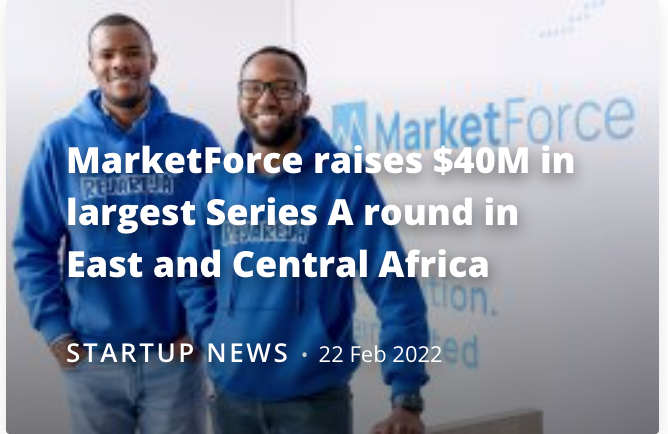 MarketForce
MarketForce raises $40M in
largest Series A round in
East and Central Africa
STARTUP NEWS • 22 Feb 2022